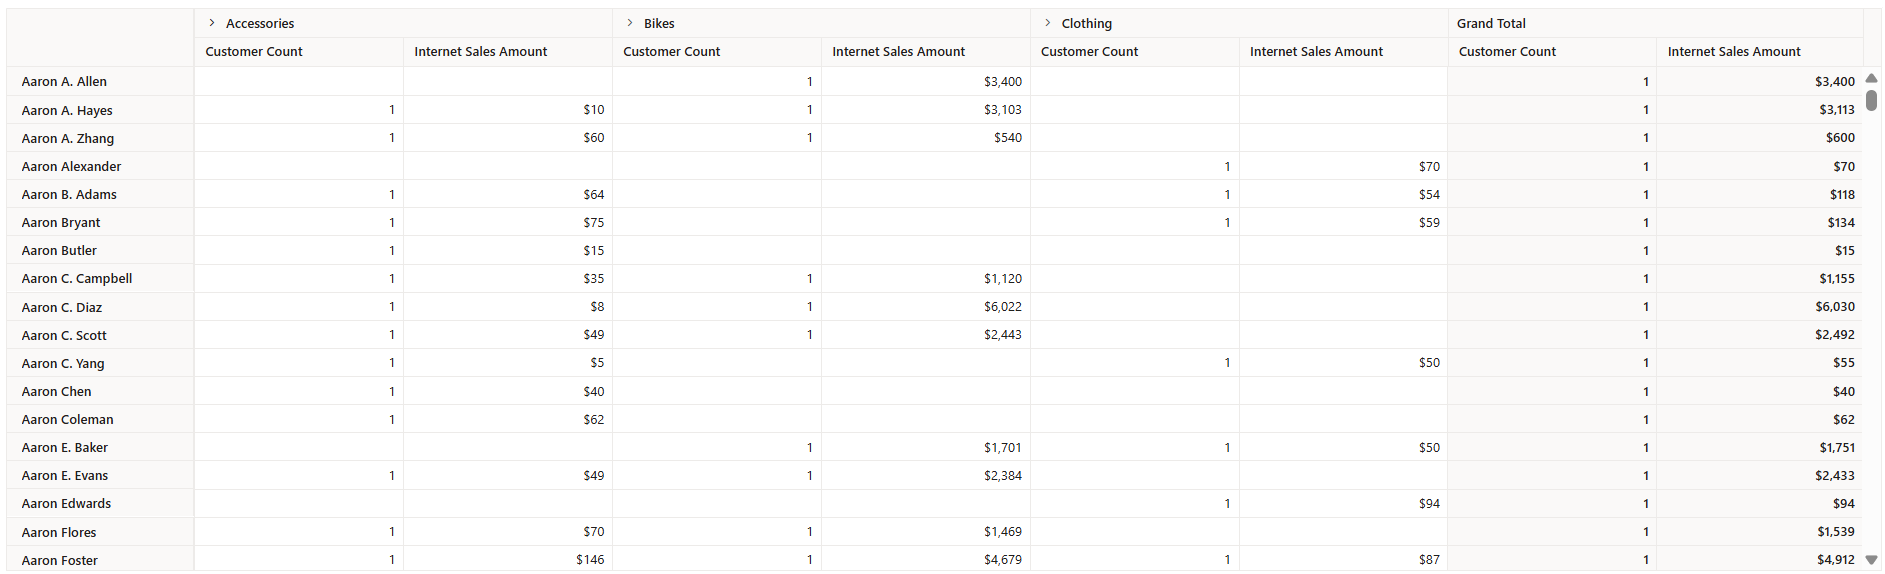 Accessories Bikes Clothing Grand Total
Customer Count Internet Sales Amount Customer Count Internet Sales Amount Customer Count Internet Sales Amount Customer Count Internet Sales Amount
Aaron A. Allen 1 $3,400 1 $3,400
Aaron A. Hayes 1 $10 1 $3,103 1 $3,113
Aaron A. Zhang 1 $60 1 $540 1 $600
Aaron Alexander 1 $70 1 $70
Aaron B. Adams 1 $64 1 $54 1 $118
Aaron Bryant 1 $75 1 $59 1 $134
Aaron Butler 1 $15 1 $15
Aaron C. Campbell 1 $35 1 $1,120 1 $1,155
Aaron C. Diaz 1 $8 1 $6,022 1 $6,030
Aaron C. Scott 1 $49 1 $2,443 1 $2,492
Aaron C. Yang 1 $5 1 $50 1 $55
Aaron Chen 1 $40 1 $40
Aaron Coleman 1 $62 1 $62
Aaron E. Baker 1 $1,701 1 $50 1 $1,751
Aaron E. Evans 1 $49 1 $2,384 1 $2,433
Aaron Edwards 1 $94 1 $94
Aaron Flores 1 $70 1 $1,469 1 $1,539
Aaron Foster 1 $146 1 $4,679 1 $87 1 $4,912